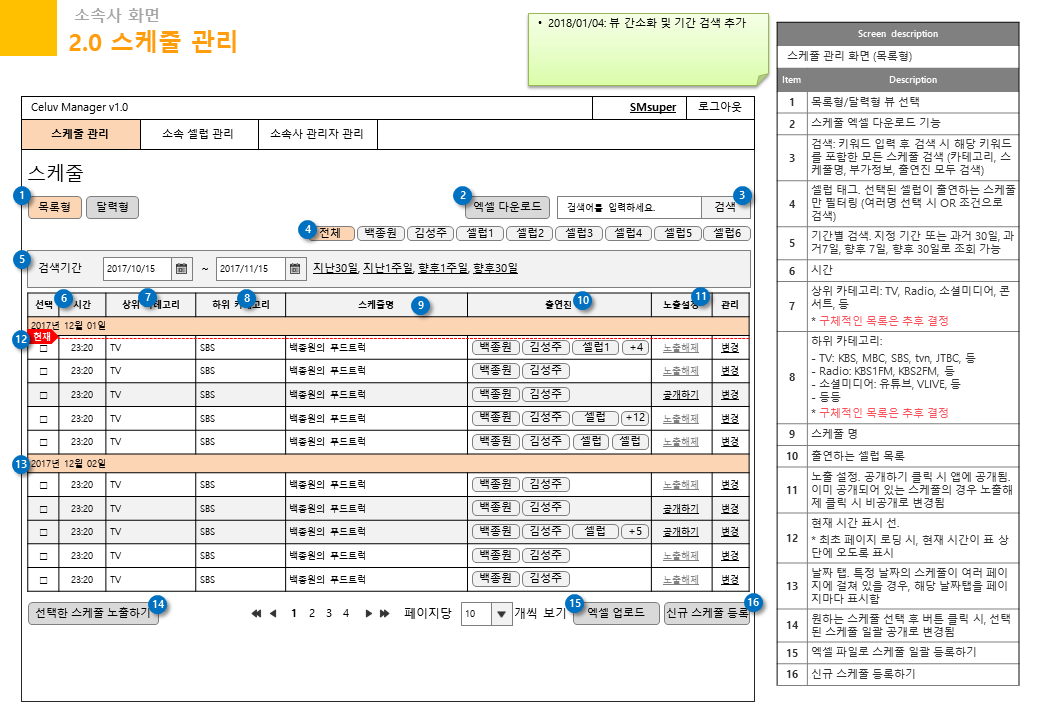 소속사 화면
2.0 스케줄 관리
• 2018/01/04: 뷰 간소화 및 기간 검색 추가
Celuv Manager v1.0
SMsuper
로그아웃
스케줄 관리
소속 셀럽 관리
소속사 관리자 관리
스케줄
1
목록형
달력형
2
엑셀 다운로드
검색어를 입력하세요.
검색
3
4
전체
백종원
김성주
셀럽1
셀럽2
셀럽3
셀럽4
셀럽5
셀럽6
5
검색기간
2017/10/15
~
2017/11/15
지난30일, 지난1주일, 향후1주일, 향후30일
선택 6 시간 7 상위 카테고리 8 하위 카테고리 스케줄명 9 출연진 10 노출설정 11 관리
2017년 12월 01일
12 현재
□ 23:20 TV SBS 백종원의 푸드트럭 백종원 김성주 셀럽1 +4 노출해제 변경
□ 23:20 TV SBS 백종원의 푸드트럭 백종원 김성주 노출해제 변경
□ 23:20 TV SBS 백종원의 푸드트럭 백종원 김성주 공개하기 변경
□ 23:20 TV SBS 백종원의 푸드트럭 백종원 김성주 셀럽 +12 노출해제 변경
□ 23:20 TV SBS 백종원의 푸드트럭 백종원 김성주 셀럽 셀럽 노출해제 변경
13 2017년 12월 02일
□ 23:20 TV SBS 백종원의 푸드트럭 백종원 김성주 노출해제 변경
□ 23:20 TV SBS 백종원의 푸드트럭 백종원 김성주 공개하기 변경
□ 23:20 TV SBS 백종원의 푸드트럭 백종원 김성주 셀럽 +5 공개하기 변경
□ 23:20 TV SBS 백종원의 푸드트럭 백종원 김성주 노출해제 변경
□ 23:20 TV SBS 백종원의 푸드트럭 백종원 김성주 노출해제 변경
선택한 스케줄 노출하기 14
1 2 3 4
페이지당 10 개씩 보기
15 엑셀 업로드
신규 스케줄 등록 16
Screen description
스케줄 관리 화면 (목록형)
Item Description
1 목록형/달력형 뷰 선택
2 스케줄 엑셀 다운로드 기능
3 검색: 키워드 입력 후 검색 시 해당 키워드
를 포함한 모든 스케줄 검색 (카테고리, 스
케줄명, 부가정보, 출연진 모두 검색)
4 셀럽 태그. 선택된 셀럽이 출연하는 스케줄
만 필터링 (여러명 선택 시 OR 조건으로
검색)
5 기간별 검색. 지정 기간 또는 과거 30일, 과
거7일, 향후 7일, 향후 30일로 조회 가능
6 시간
7 상위 카테고리: TV, Radio, 소셜미디어, 콘
서트, 등
* 구체적인 목록은 추후 결정
8 하위 카테고리:
- TV: KBS, MBC, SBS, tvn, JTBC, 등
- Radio: KBS1FM, KBS2FM, 등
- 소셜미디어: 유튜브, VLIVE, 등
- 등등
* 구체적인 목록은 추후 결정
9 스케줄 명
10 출연하는 셀럽 목록
11 노출 설정. 공개하기 클릭 시 앱에 공개됨.
이미 공개되어 있는 스케줄의 경우 노출해
제 클릭 시 비공개로 변경됨
12 현재 시간 표시 선.
* 최초 페이지 로딩 시, 현재 시간이 표 상
단에 오도록 표시
13 날짜 탭. 특정 날짜의 스케줄이 여러 페이
지에 걸쳐 있을 경우, 해당 날짜탭을 페이
지마다 표시함
14 원하는 스케줄 선택 후 버튼 클릭 시, 선택
된 스케줄 일괄 공개로 변경됨
15 엑셀 파일로 스케줄 일괄 등록하기
16 신규 스케줄 등록하기